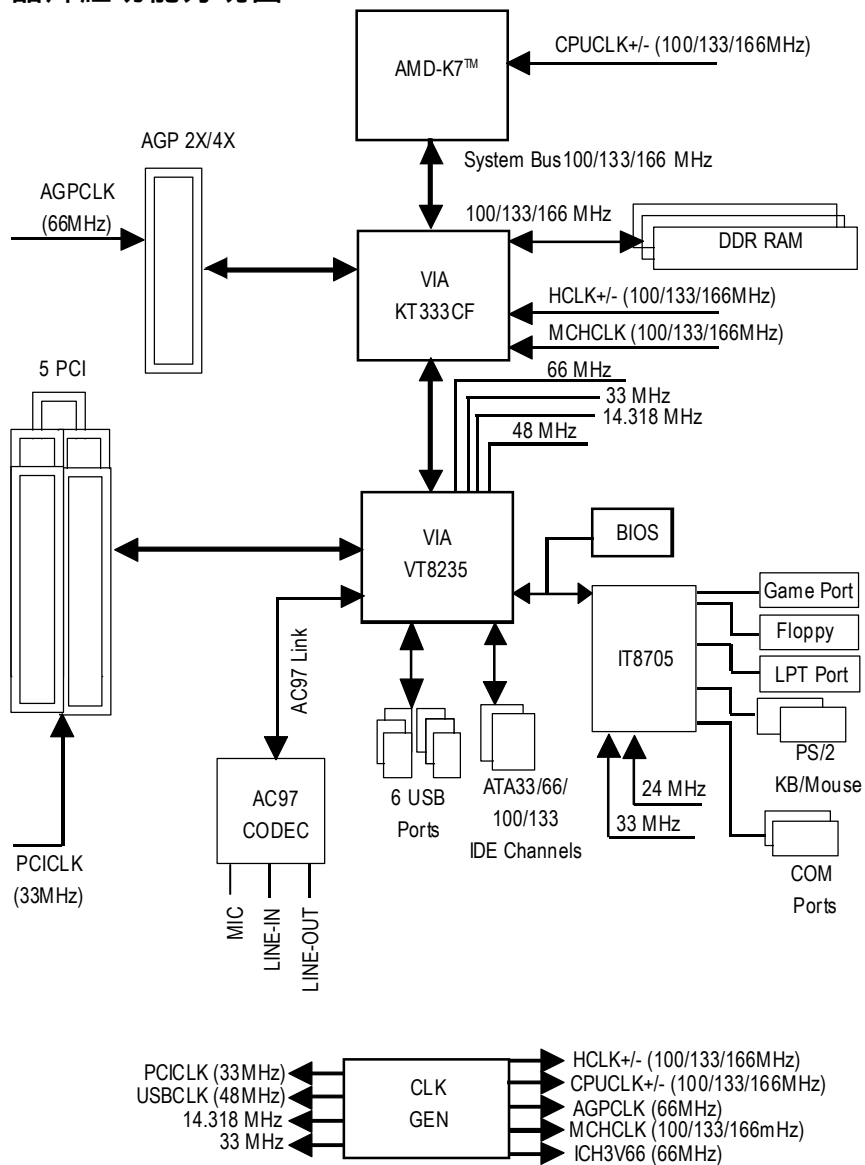 AMD-K7™
CPUCLK+/- (100/133/166MHz)
AGP 2X/4X
System Bus100/133/166 MHz
AGPCLK
(66MHz)
100/133/166 MHz
DDR RAM
VIA
KT333CF
HCLK+/- (100/133/166MHz)
MCHCLK (100/133/166MHz)
5 PCI
66 MHz
33 MHz
14.318 MHz
48 MHz
VIA
VT8235
BIOS
Game Port
Floppy
LPT Port
IT8705
AC97 Link
PS/2
KB/Mouse
24 MHz
33 MHz
6 USB
Ports
ATA33/66/
100/133
IDE Channels
AC97
CODEC
COM
Ports
PCICLK
(33MHz)
MIC
LINE-IN
LINE-OUT
PCICLK (33MHz)
USBCLK (48MHz)
14.318 MHz
33 MHz
CLK
GEN
HCLK+/- (100/133/166MHz)
CPUCLK+/- (100/133/166MHz)
AGPCLK (66MHz)
MCHCLK (100/133/166mHz)
ICH3V66 (66MHz)